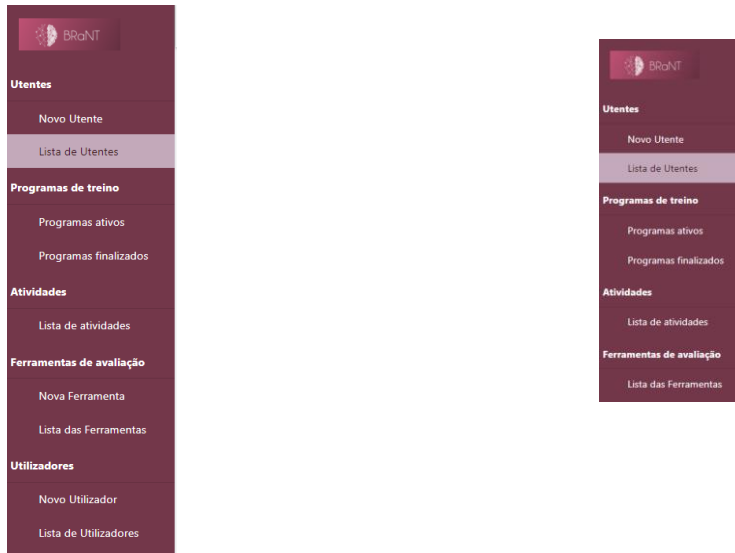 BRaNT
Utentes
Novo Utente
Lista de Utentes
Programas de treino
Programas ativos
Programas finalizados
Atividades
Lista de atividades
Ferramentas de avaliação
Nova Ferramenta
Lista das Ferramentas
Utilizadores
Novo Utilizador
Lista de Utilizadores
BRaNT
Utentes
Novo Utente
Lista de Utentes
Programas de treino
Programas ativos
Programas finalizados
Atividades
Lista de atividades
Ferramentas de avaliação
Lista das Ferramentas